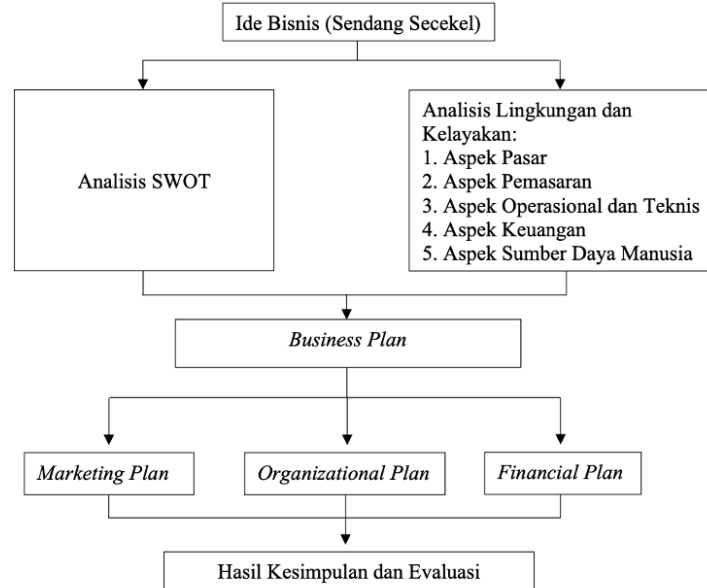 Ide Bisnis (Sendang Secekel)
Analisis SWOT
Analisis Lingkungan dan
Kelayakan:
1. Aspek Pasar
2. Aspek Pemasaran
3. Aspek Operasional dan Teknis
4. Aspek Keuangan
5. Aspek Sumber Daya Manusia
Business Plan
Marketing Plan
Organizational Plan
Financial Plan
Hasil Kesimpulan dan Evaluasi